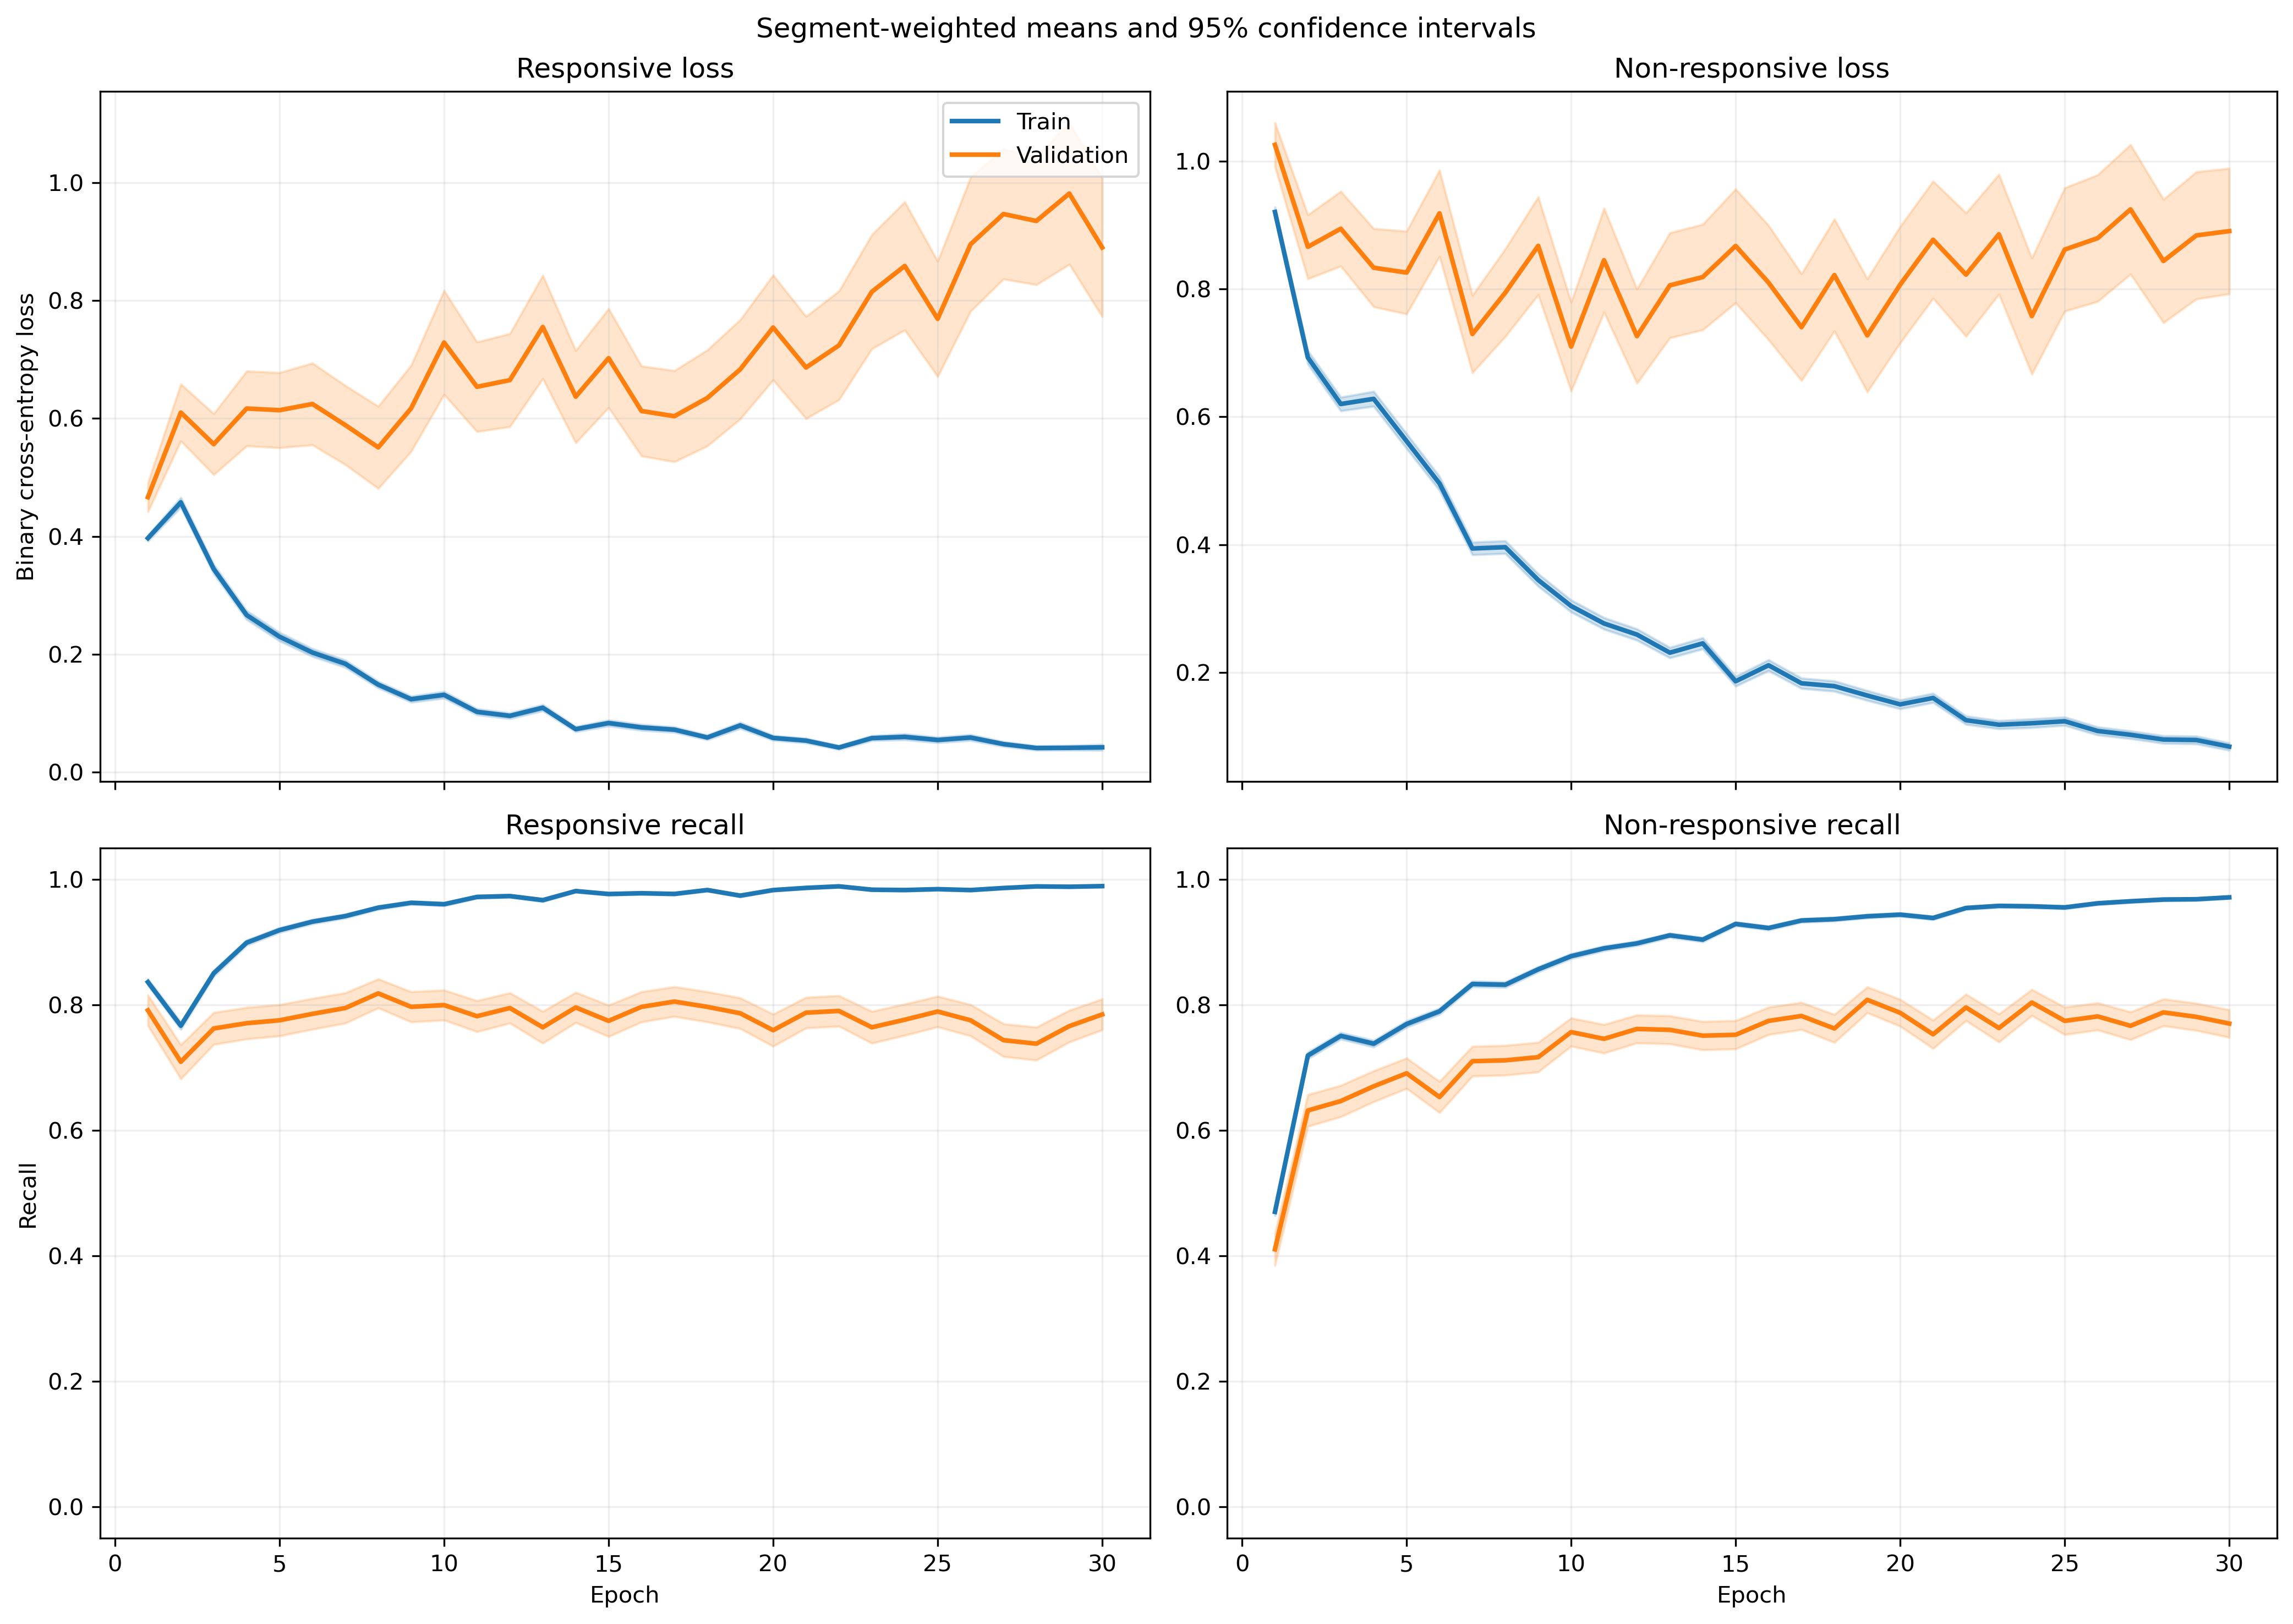 Segment-weighted means and 95% confidence intervals
Responsive loss
Non-responsive loss
Train
Validation
Binary cross-entropy loss
1.0
0.8
0.6
0.4
0.2
0.0
1.0
0.8
0.6
0.4
0.2
Responsive recall
Non-responsive recall
Recall
1.0
0.8
0.6
0.4
0.2
0.0
0 5 10 15 20 25 30
Epoch
1.0
0.8
0.6
0.4
0.2
0.0
0 5 10 15 20 25 30
Epoch